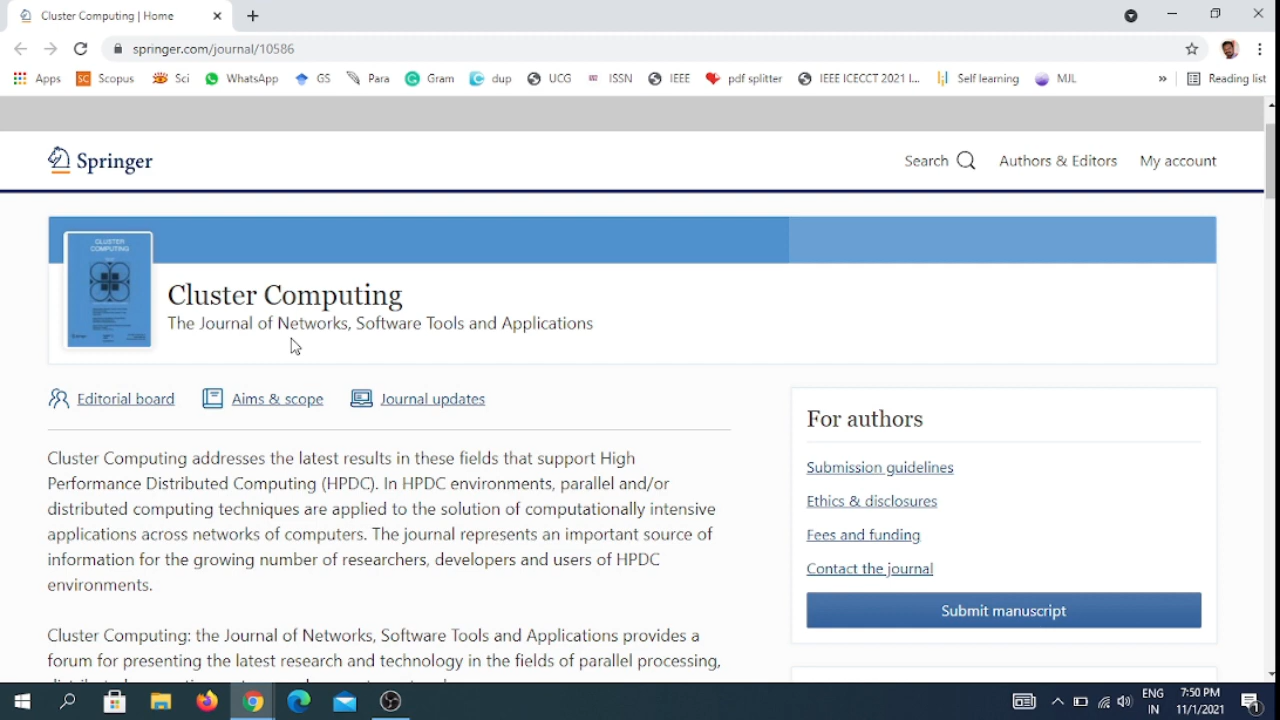 Cluster Computing | Home
springer.com/journal/10586
Apps
Scopus
Sci
WhatsApp
GS
Para
Gram
dup
UCG
ISSN
IEEE
pdf splitter
IEEE ICECCT 2021 I...
Self learning
MJL
»
Reading list
Springer
Search
Authors & Editors
My account
CLUSTER
COMPUTING
Cluster Computing
The Journal of Networks, Software Tools and Applications
Editorial board
Aims & scope
Journal updates
Cluster Computing addresses the latest results in these fields that support High
Performance Distributed Computing (HPDC). In HPDC environments, parallel and/or
distributed computing techniques are applied to the solution of computationally intensive
applications across networks of computers. The journal represents an important source of
information for the growing number of researchers, developers and users of HPDC
environments.
Cluster Computing: the Journal of Networks, Software Tools and Applications provides a
forum for presenting the latest research and technology in the fields of parallel processing,
For authors
Submission guidelines
Ethics & disclosures
Fees and funding
Contact the journal
Submit manuscript
ENG
IN
7:50 PM
11/1/2021